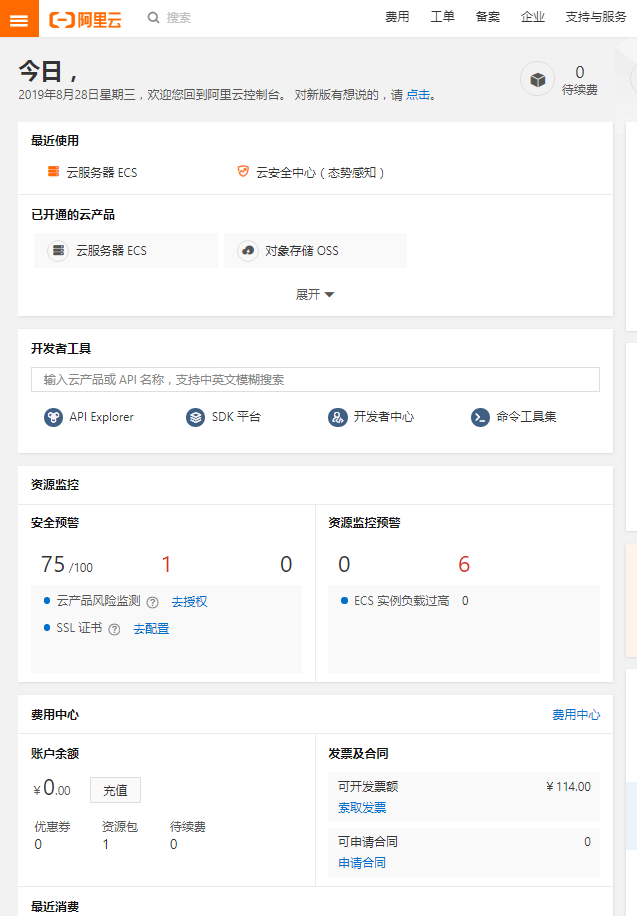 阿里云 搜索 费用 工单 备案 企业 支持与服务
今日，
2019年8月28日星期三，欢迎您回到阿里云控制台。 对新版有想说的，请 点击。
0
待续费
最近使用
云服务器 ECS 云安全中心（态势感知）
已开通的云产品
云服务器 ECS 对象存储 OSS
展开
开发者工具
输入云产品或 API 名称，支持中英文模糊搜索
API Explorer SDK 平台 开发者中心 命令工具集
资源监控
安全预警 资源监控预警
75 /100 1 0 0 6
云产品风险监测 ? 去授权 ECS 实例负载过高 0
SSL 证书 ? 去配置
费用中心 费用中心
账户余额 发票及合同
¥ 0.00 充值 可开发票额 ¥ 114.00
索取发票
优惠券 资源包 待续费 可申请合同 0
0 1 0
申请合同
最近消费